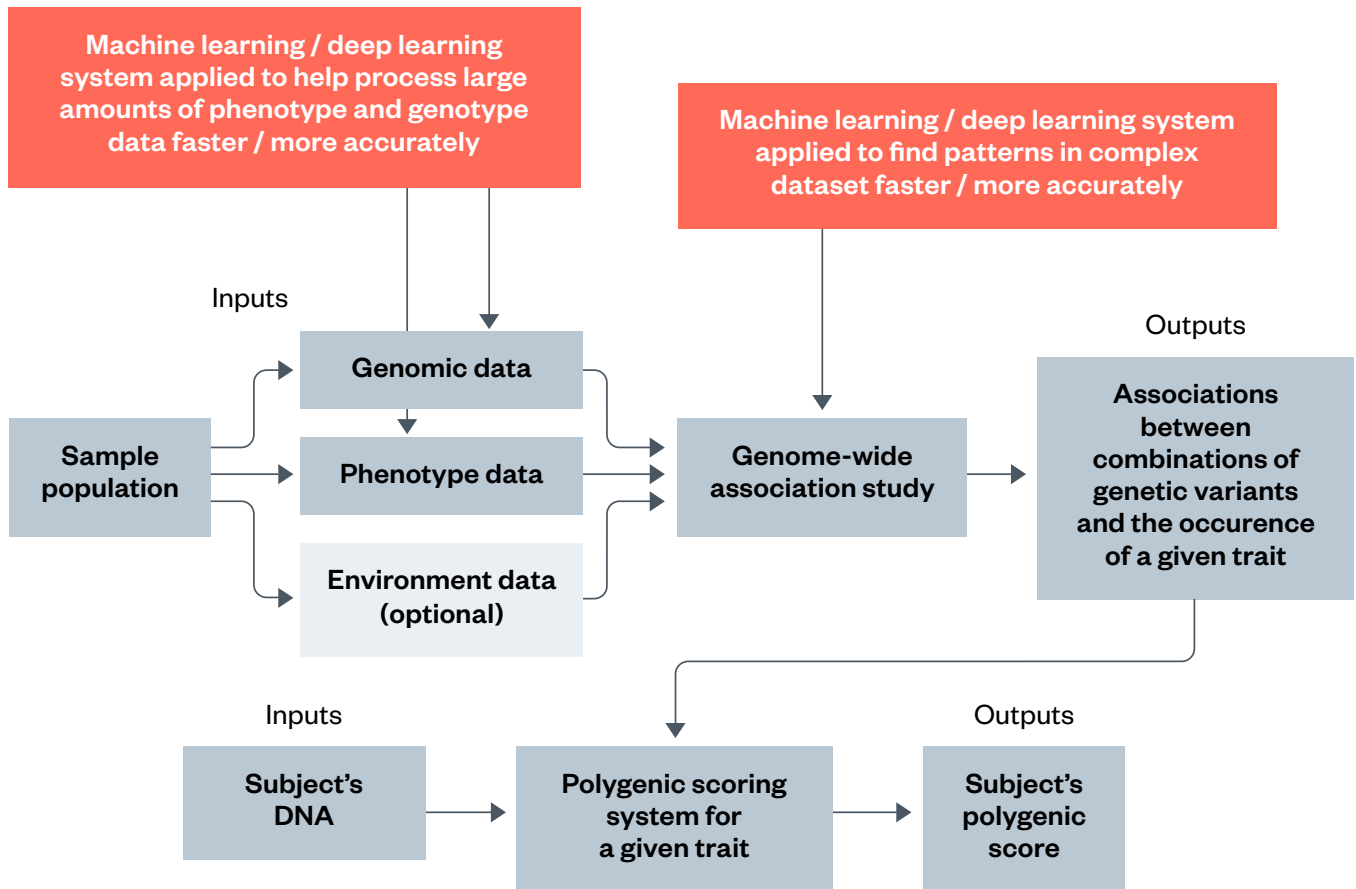 Machine learning / deep learning
system applied to help process large
amounts of phenotype and genotype
data faster / more accurately
Machine learning / deep learning system
applied to find patterns in complex
dataset faster / more accurately
Inputs
Outputs
Genomic data
Sample
population
Phenotype data
Environment data
(optional)
Genome-wide
association study
Associations
between
combinations of
genetic variants
and the occurence
of a given trait
Inputs
Outputs
Subject's
DNA
Polygenic scoring
system for
a given trait
Subject's
polygenic
score